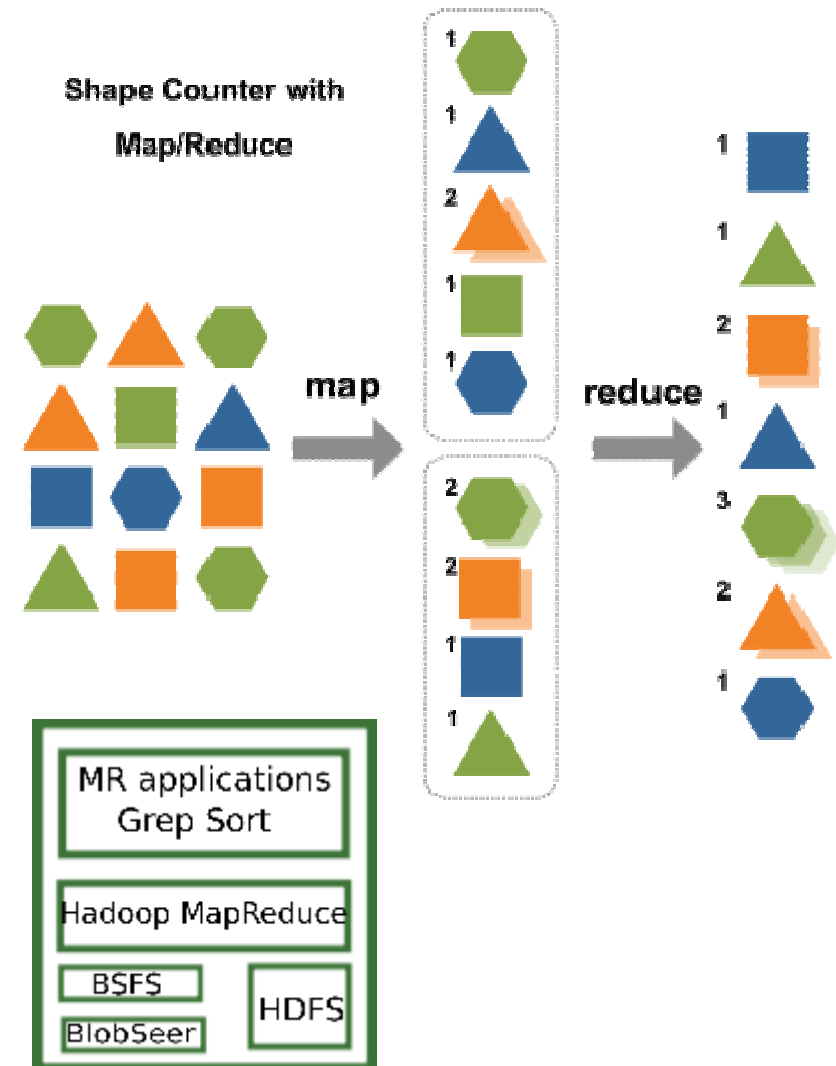 Shape Counter with
Map/Reduce
map
reduce
1
1
2
1
1
2
2
1
1
1
1
2
1
3
2
1
MR applications
Grep Sort
Hadoop MapReduce
BSFS
HDFS
BlobSeer